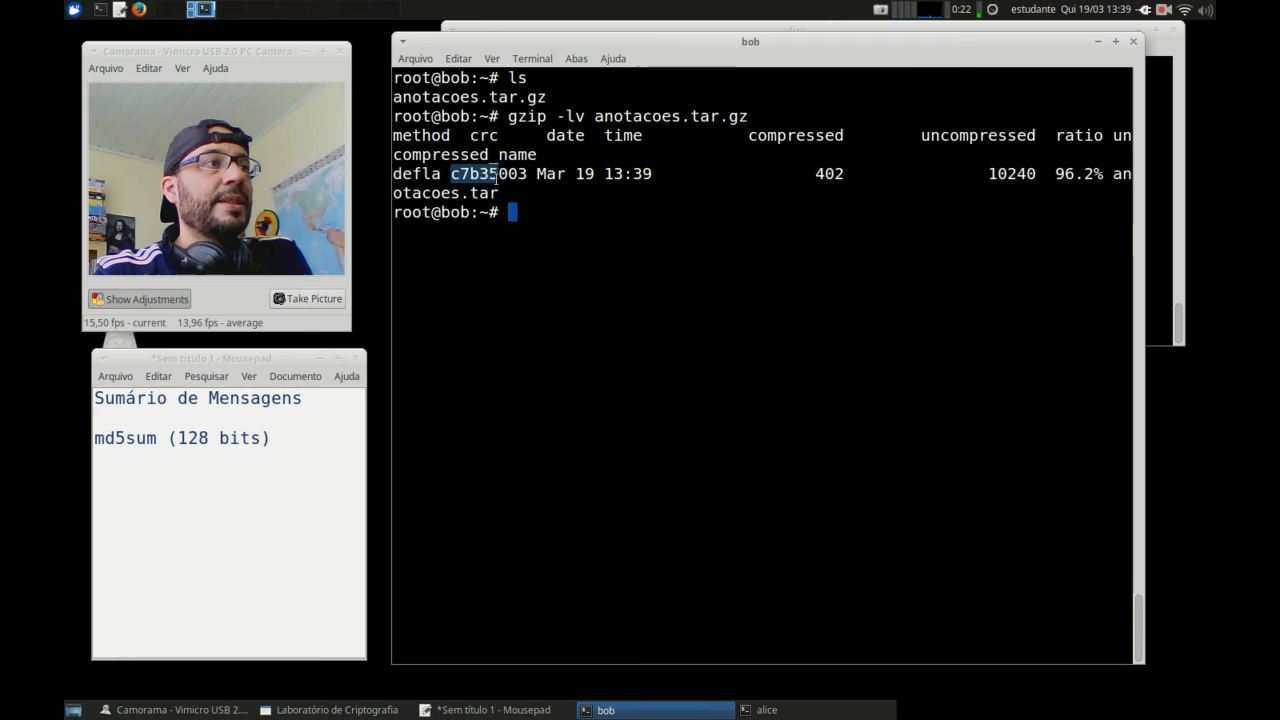 0:22 estudante Qui 19/03 13:39
alice
Camorama - Vimicro USB 2.0 PC Camera
Arquivo Editar Ver Ajuda
Show Adjustments Take Picture
15,50 fps - current 13,96 fps - average
*Sem título 1 - Mousepad
Arquivo Editar Pesquisar Ver Documento Ajuda
Sumário de Mensagens
md5sum (128 bits)
bob
Arquivo Editar Ver Terminal Abas Ajuda
root@bob:~# ls
anotacoes.tar.gz
root@bob:~# gzip -lv anotacoes.tar.gz
method crc date time compressed uncompressed ratio un
compressed_name
defla c7b35003 Mar 19 13:39 402 10240 96.2% an
otacoes.tar
root@bob:~#
Camorama - Vimicro USB 2.... Laboratório de Criptografia *Sem título 1 - Mousepad bob alice